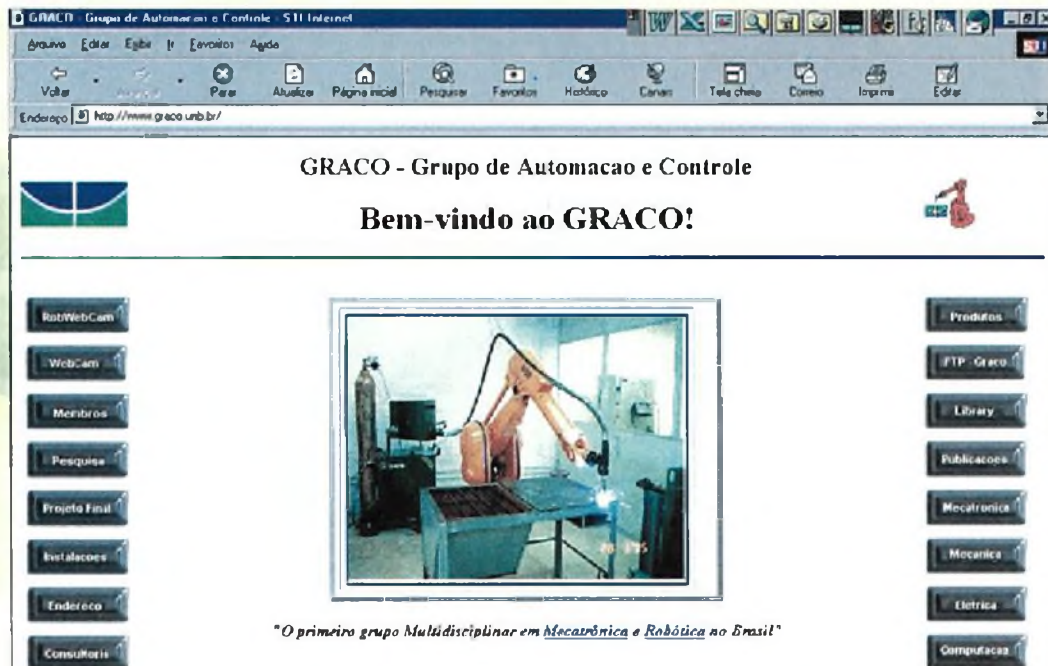 GRACO - Grupo de Automacao e Controle - STI Internet
Arquivo Editar Exibir Ir Favoritos Ajuda
Voltar Parar Atualizar Página inicial Pesquisar Favoritos Histórico Canais Tela cheia Correio Imprimir Editar
Endereço http://www.graco.unb.br/
GRACO - Grupo de Automacao e Controle
Bem-vindo ao GRACO!
RobWebCam
WebCam
Membros
Pesquisa
Projeto Final
Instalacoes
Endereco
Consultoria
Produtos
FTP - Graco
Library
Publicacoes
Mecatronica
Mecanica
Eletrica
Computacao
"O primeiro grupo Multidisciplinar em Mecatrônica e Robótica no Brasil"